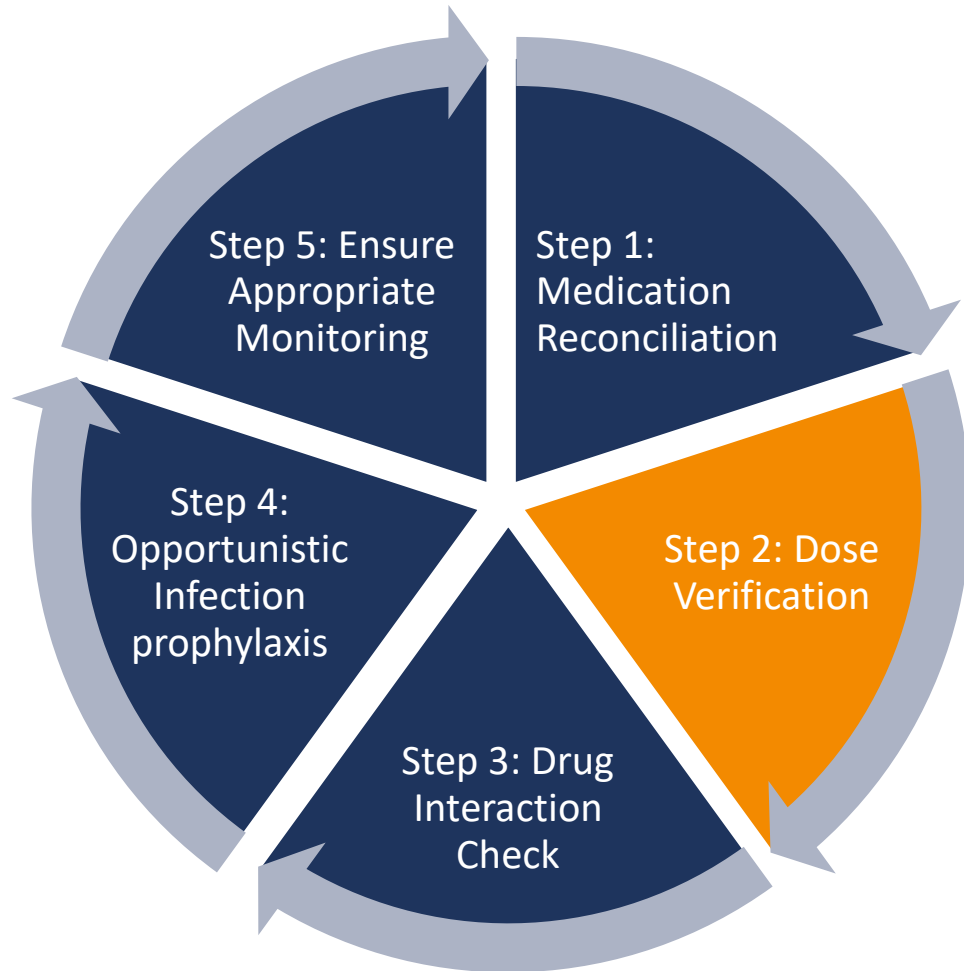 Step 1:
Medication
Reconciliation
Step 2: Dose
Verification
Step 3: Drug
Interaction
Check
Step 4:
Opportunistic
Infection
prophylaxis
Step 5: Ensure
Appropriate
Monitoring